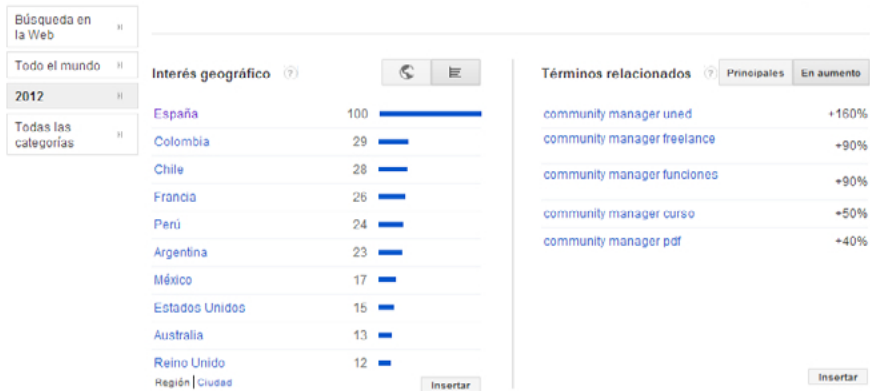 Búsqueda en
la Web
Todo el mundo
2012
Todas las
categorías
Interés geográfico ?
España 100
Colombia 29
Chile 28
Francia 26
Perú 24
Argentina 23
México 17
Estados Unidos 15
Australia 13
Reino Unido 12
Región Ciudad
Insertar
Términos relacionados ? Principales En aumento
community manager uned +160%
community manager freelance +90%
community manager funciones +90%
community manager curso +50%
community manager pdf +40%
Insertar